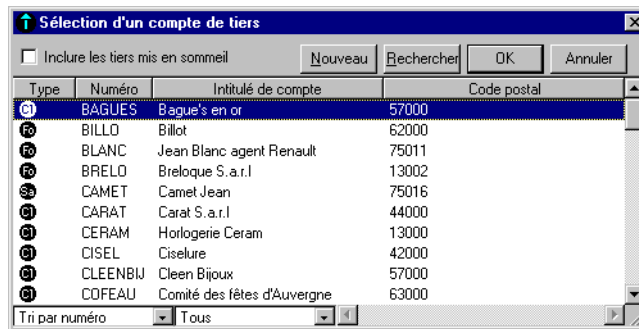 Sélection d'un compte de tiers
Inclure les tiers mis en sommeil Nouveau Rechercher OK Annuler
Type Numéro Intitulé de compte Code postal
Cl BAGUES Bague's en or 57000
Fo BILLO Billot 62000
Fo BLANC Jean Blanc agent Renault 75011
Fo BRELO Breloque S.a.r.l 13002
Sa CAMET Camet Jean 75016
Cl CARAT Carat S.a.r.l 44000
Cl CERAM Horlogerie Ceram 13000
Cl CISEL Ciselure 42000
Cl CLEENBIJ Cleen Bijoux 57000
Cl COFEAU Comité des fêtes d'Auvergne 63000
Tri par numéro Tous